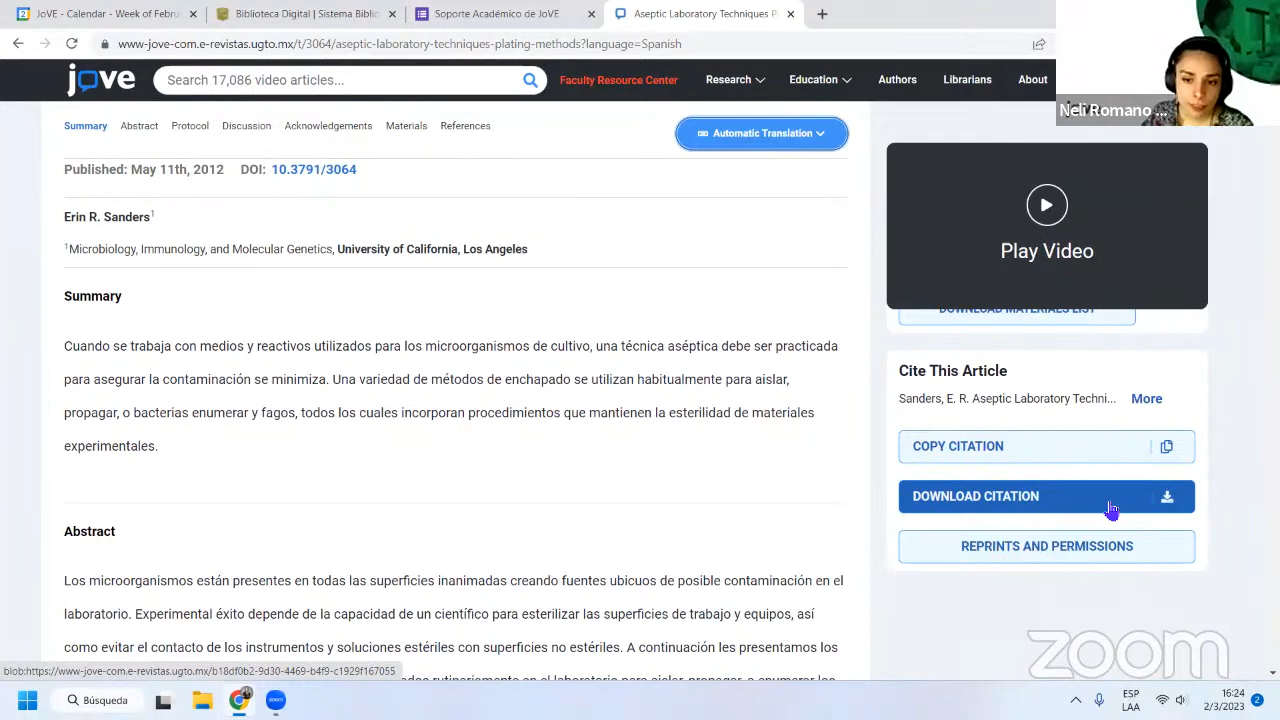 JoVE - Calendar - Week of Febru
Biblioteca Digital | Sistema Biblio
Soporte Académico de JoVE
Aseptic Laboratory Techniques Pl
www-jove-com.e-revistas.ugto.mx/t/3064/aseptic-laboratory-techniques-plating-methods?language=Spanish
jove
Search 17,086 video articles...
Faculty Resource Center
Research
Education
Authors
Librarians
About
Neli Romano ...
Summary
Abstract
Protocol
Discussion
Acknowledgements
Materials
References
Automatic Translation
Published: May 11th, 2012 DOI: 10.3791/3064
Erin R. Sanders1
1Microbiology, Immunology, and Molecular Genetics, University of California, Los Angeles
Summary
Cuando se trabaja con medios y reactivos utilizados para los microorganismos de cultivo, una técnica aséptica debe ser practicada
para asegurar la contaminación se minimiza. Una variedad de métodos de enchapado se utilizan habitualmente para aislar,
propagar, o bacterias enumerar y fagos, todos los cuales incorporan procedimientos que mantienen la esterilidad de materiales
experimentales.
Abstract
Los microorganismos están presentes en todas las superficies inanimadas creando fuentes ubicuos de posible contaminación en el
laboratorio. Experimental éxito depende de la capacidad de un científico para esterilizar las superficies de trabajo y equipos, así
como evitar el contacto de los instrumentos y soluciones estériles con superficies no estériles. A continuación les presentamos los
Play Video
DOWNLOAD MATERIALS LIST
Cite This Article
Sanders, E. R. Aseptic Laboratory Techni... More
COPY CITATION
DOWNLOAD CITATION
REPRINTS AND PERMISSIONS
zoom
blob:https://www-jove-com.e-revistas.ugto.mx/b18df0b2-9d30-4469-b4f9-c1929f167055
Búsqueda
zoom
ESP
LAA
16:24
2/3/2023
2